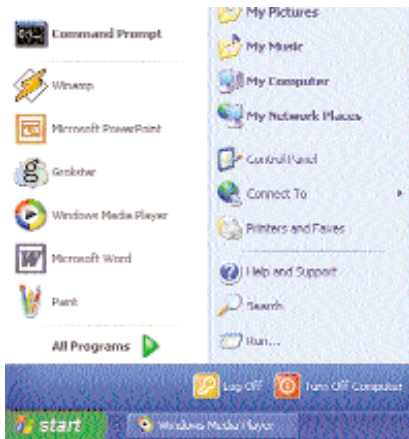 Command Prompt
Winamp
Microsoft PowerPoint
Grokster
Windows Media Player
Microsoft Word
Paint
All Programs
My Pictures
My Music
My Computer
My Network Places
Control Panel
Connect To
Printers and Faxes
Help and Support
Search
Run...
Log Off
Turn Off Computer
start
Windows Media Player